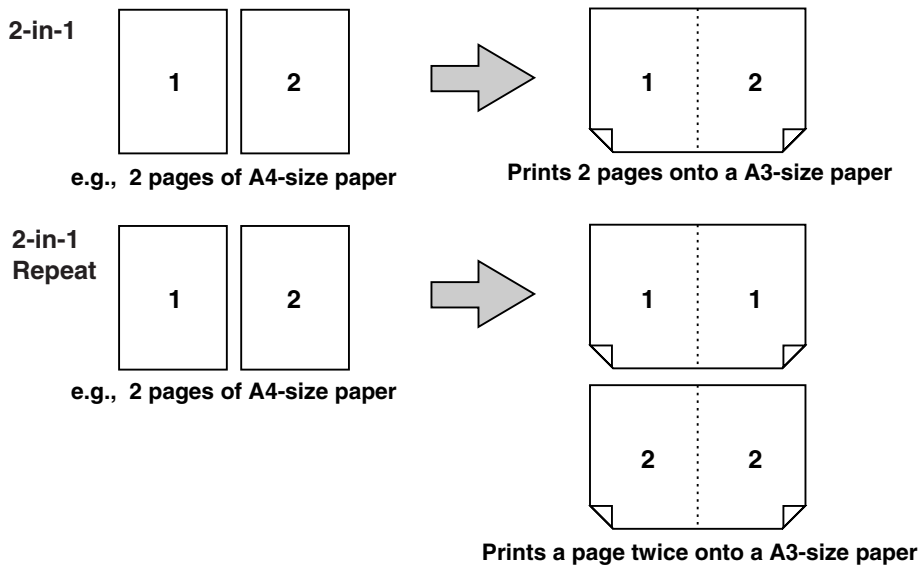 2-in-1
1 2
1 2
e.g., 2 pages of A4-size paper
Prints 2 pages onto a A3-size paper
2-in-1
Repeat
1 2
1 1
e.g., 2 pages of A4-size paper
2 2
Prints a page twice onto a A3-size paper